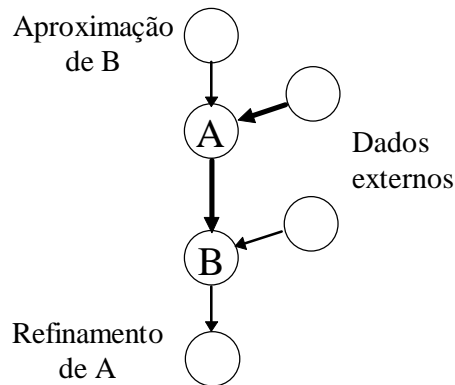 Aproximação
de B
A
Dados
externos
B
Refinamento
de A